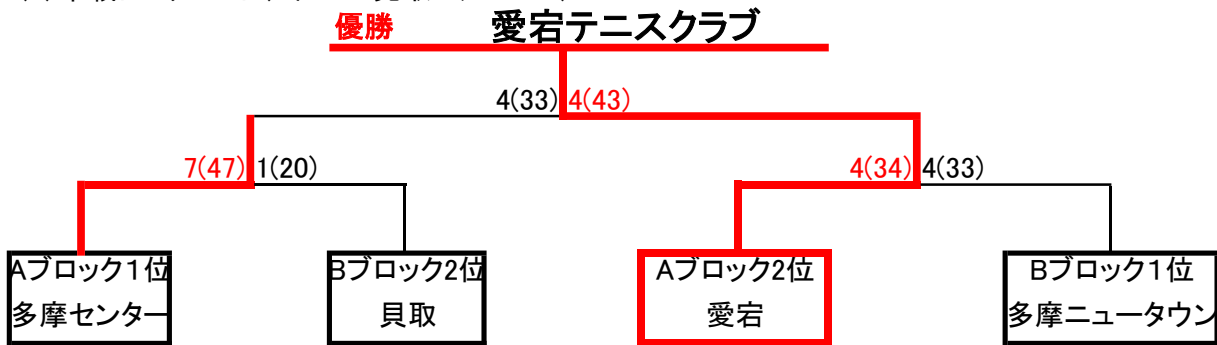 優勝 愛宕テニスクラブ
4(33) 4(43)
7(47) 1(20) 4(34) 4(33)
Aブロック1位 Bブロック2位 Aブロック2位 Bブロック1位
多摩センター 貝取 愛宕 多摩ニュータウン